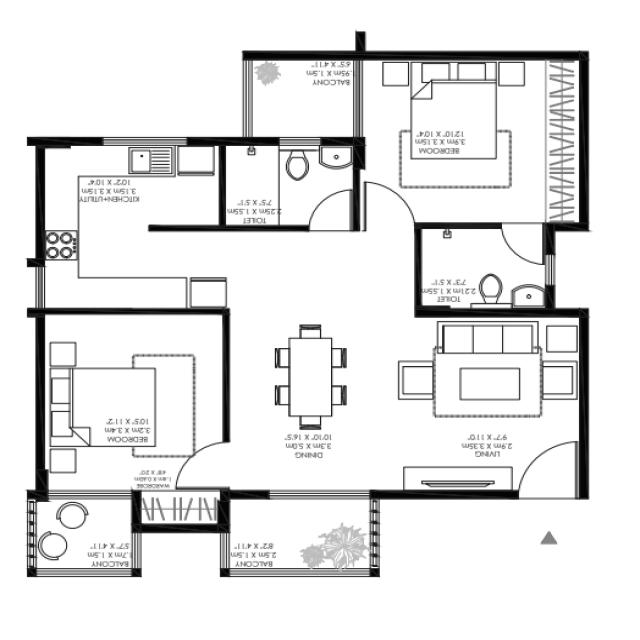 BALCONY
1.95m X 1.5m
6'5" X 4'11"
BEDROOM
3.9m X 3.15m
12'10" X 10'4"
KITCHEN+UTILITY
3.15m X 3.15m
10'2" X 10'4"
TOILET
2.25m X 1.55m
7'5" X 5'1"
TOILET
2.21m X 1.55m
7'3" X 5'1"
BEDROOM
3.2m X 3.4m
10'5" X 11'2"
DINING
3.3m X 5.0m
10'10" X 16'5"
LIVING
2.9m X 3.35m
9'7" X 11'0"
WARDROBE
1.4m X 0.60m
4'8" X 2'0"
BALCONY
1.7m X 1.5m
5'7" X 4'11"
BALCONY
2.5m X 1.5m
8'2" X 4'11"